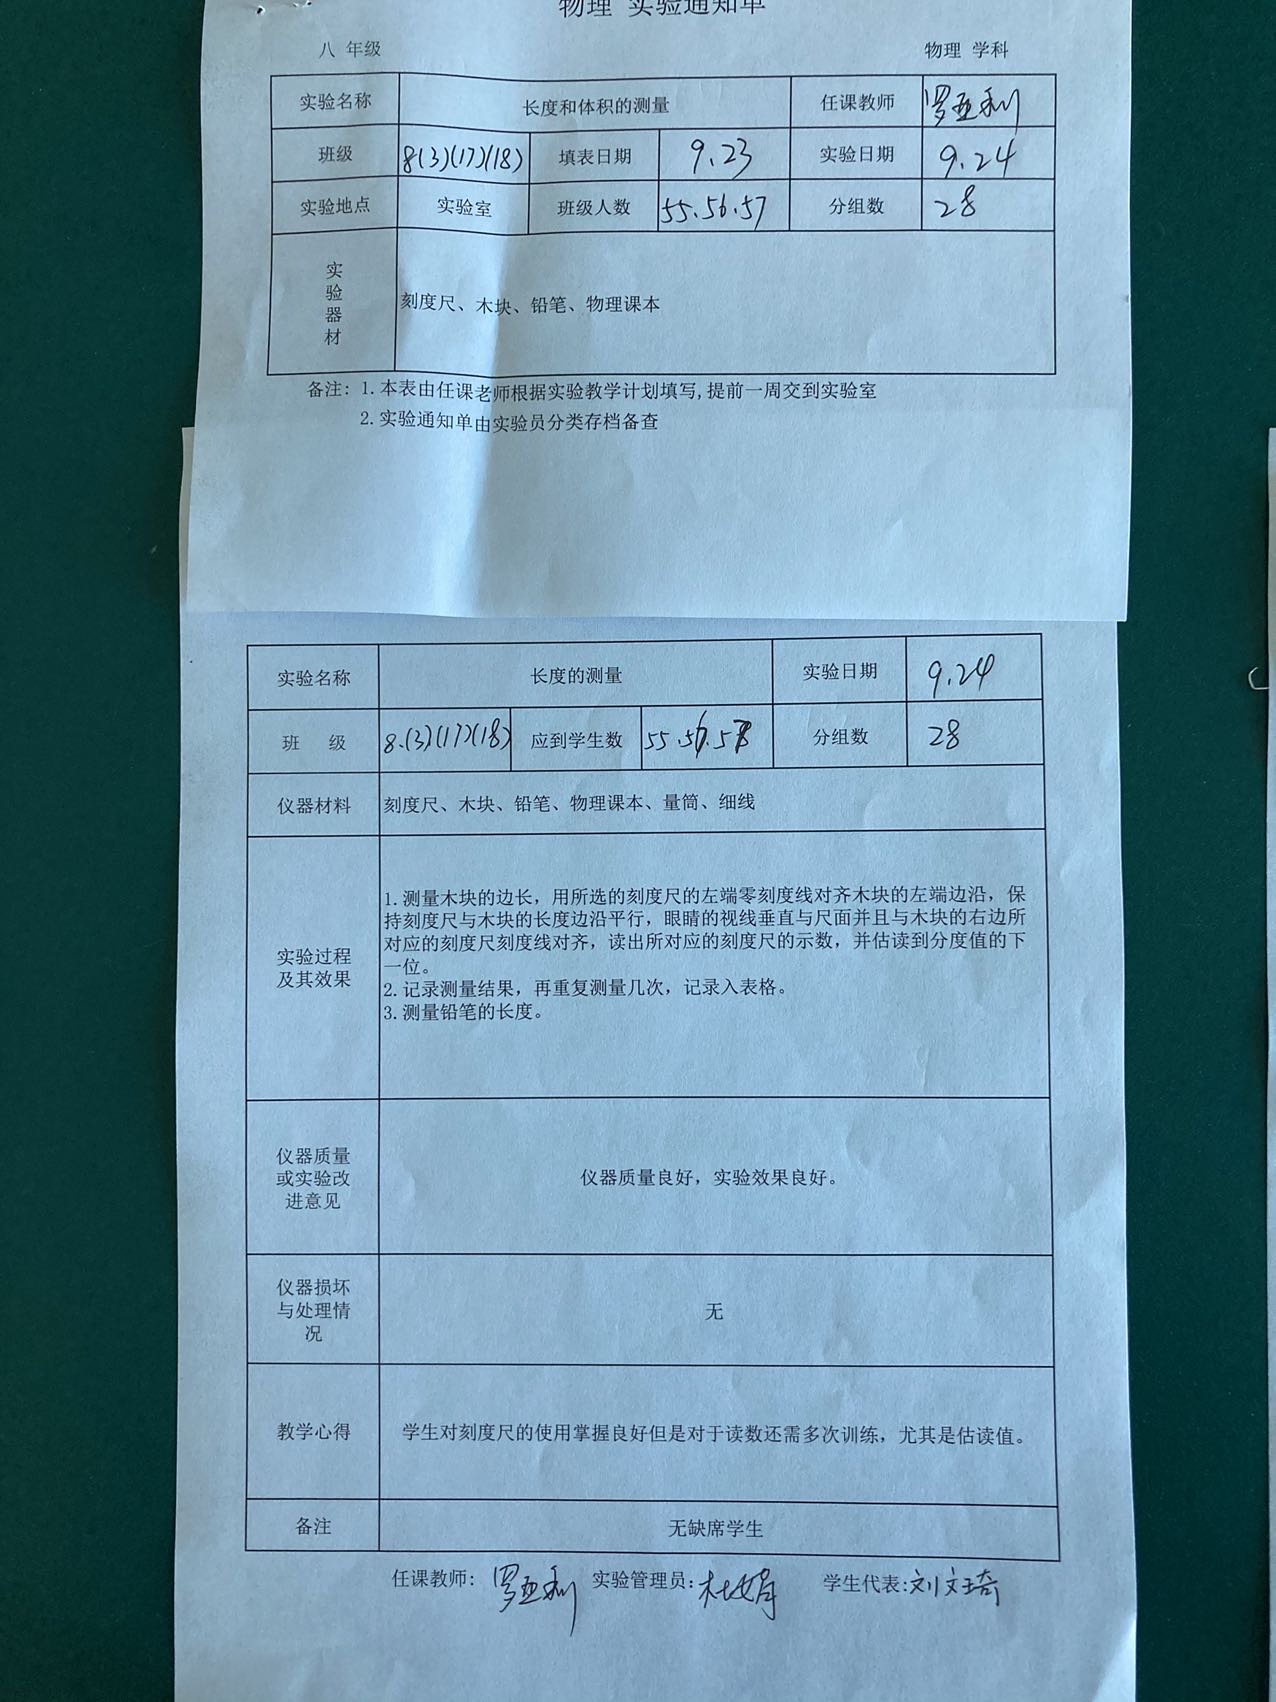 物理 实验通知单
八 年级 物理 学科
实验名称 长度和体积的测量 任课教师 罗亚利
班级 8(3)(17)(18) 填表日期 9.23 实验日期 9.24
实验地点 实验室 班级人数 55.56.57 分组数 28
实
验
器
材
刻度尺、木块、铅笔、物理课本
备注: 1.本表由任课老师根据实验教学计划填写,提前一周交到实验室
2.实验通知单由实验员分类存档备查
实验名称 长度的测量 实验日期 9.24
班 级 8.(3)(17)(18) 应到学生数 55.56.57 分组数 28
仪器材料 刻度尺、木块、铅笔、物理课本、量筒、细线
实验过程
及其效果
1.测量木块的边长，用所选的刻度尺的左端零刻度线对齐木块的左端边沿，保
持刻度尺与木块的长度边沿平行，眼睛的视线垂直与尺面并且与木块的右边所
对应的刻度尺刻度线对齐，读出所对应的刻度尺的示数，并估读到分度值的下
一位。
2.记录测量结果，再重复测量几次，记录入表格。
3.测量铅笔的长度。
仪器质量
或实验改
进意见
仪器质量良好，实验效果良好。
仪器损坏
与处理情
况
无
教学心得 学生对刻度尺的使用掌握良好但是对于读数还需多次训练，尤其是估读值。
备注 无缺席学生
任课教师: 罗亚利 实验管理员: 杜娟 学生代表:刘文琦